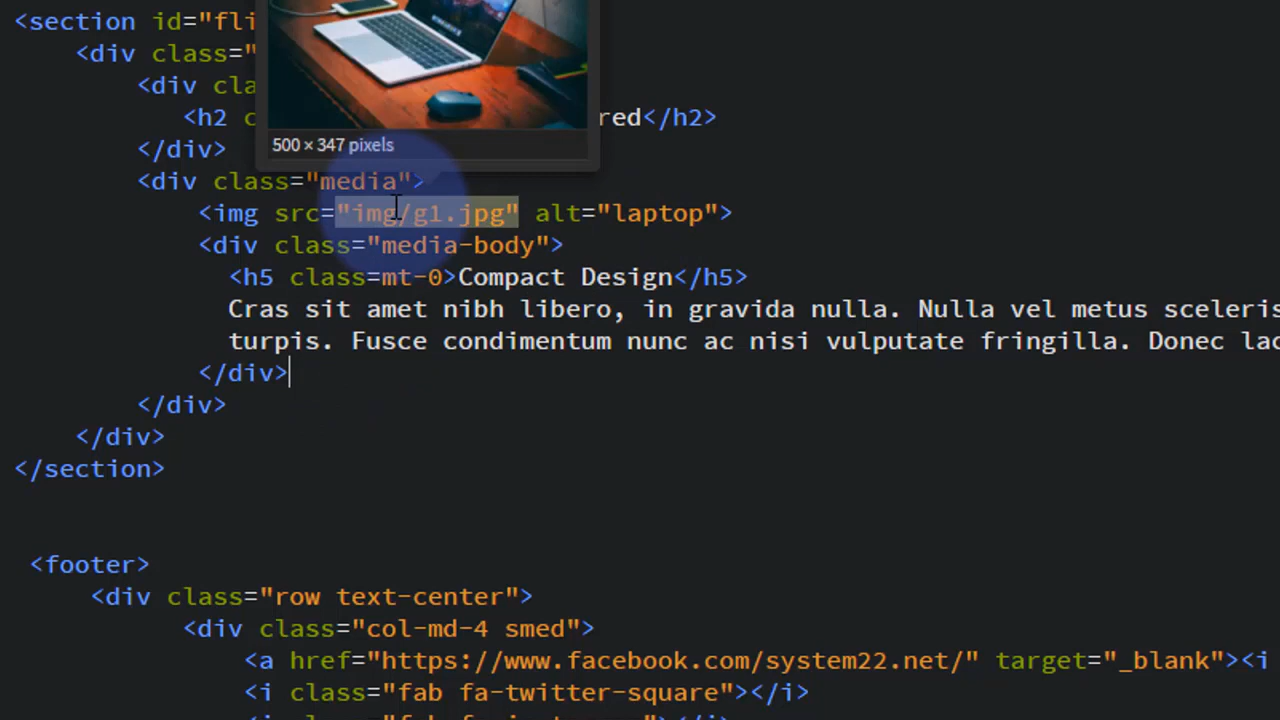 <section id="fli
<div class="
<div cla
<h2 c red</h2>
</div>
500 × 347 pixels
<div class="media">
<img src="img/g1.jpg" alt="laptop">
<div class="media-body">
<h5 class=mt-0>Compact Design</h5>
Cras sit amet nibh libero, in gravida nulla. Nulla vel metus sceleris
turpis. Fusce condimentum nunc ac nisi vulputate fringilla. Donec lac
</div>
</div>
</div>
</section>
<footer>
<div class="row text-center">
<div class="col-md-4 smed">
<a href="https://www.facebook.com/system22.net/" target="_blank"><i
<i class="fab fa-twitter-square"></i>